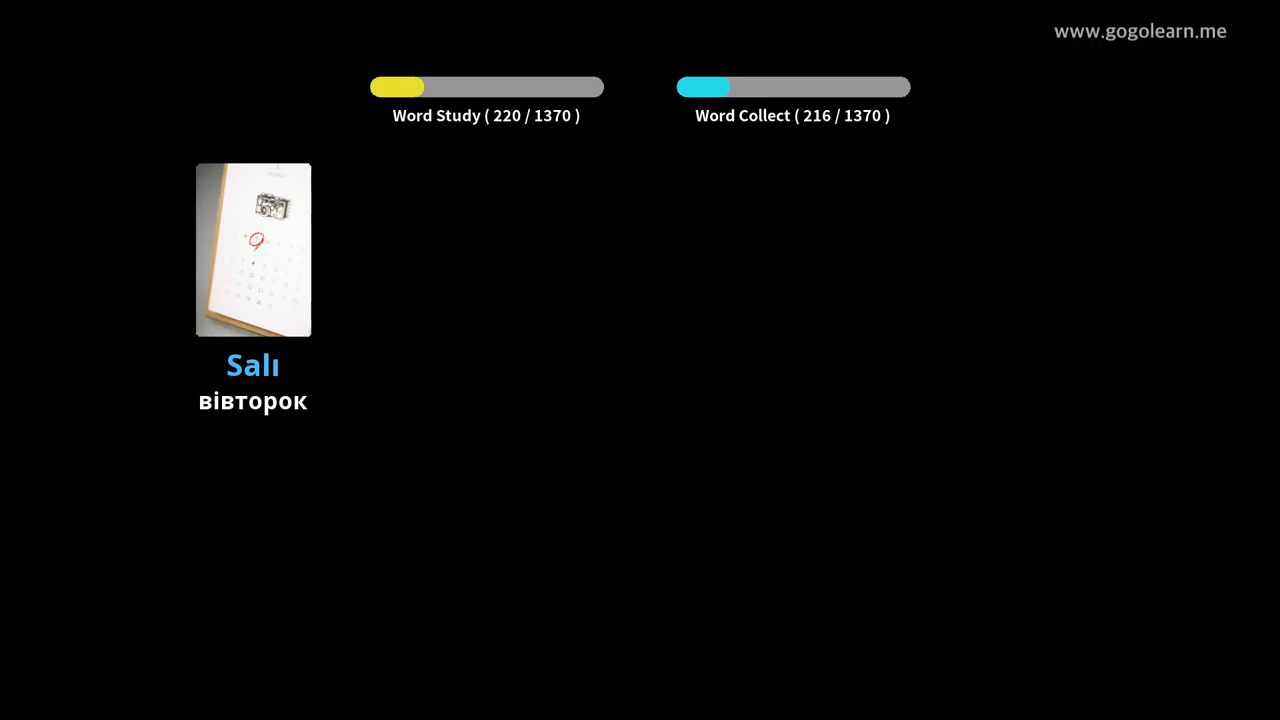 www.gogolearn.me
Word Study ( 220 / 1370 )
Word Collect ( 216 / 1370 )
Salı
вівторок